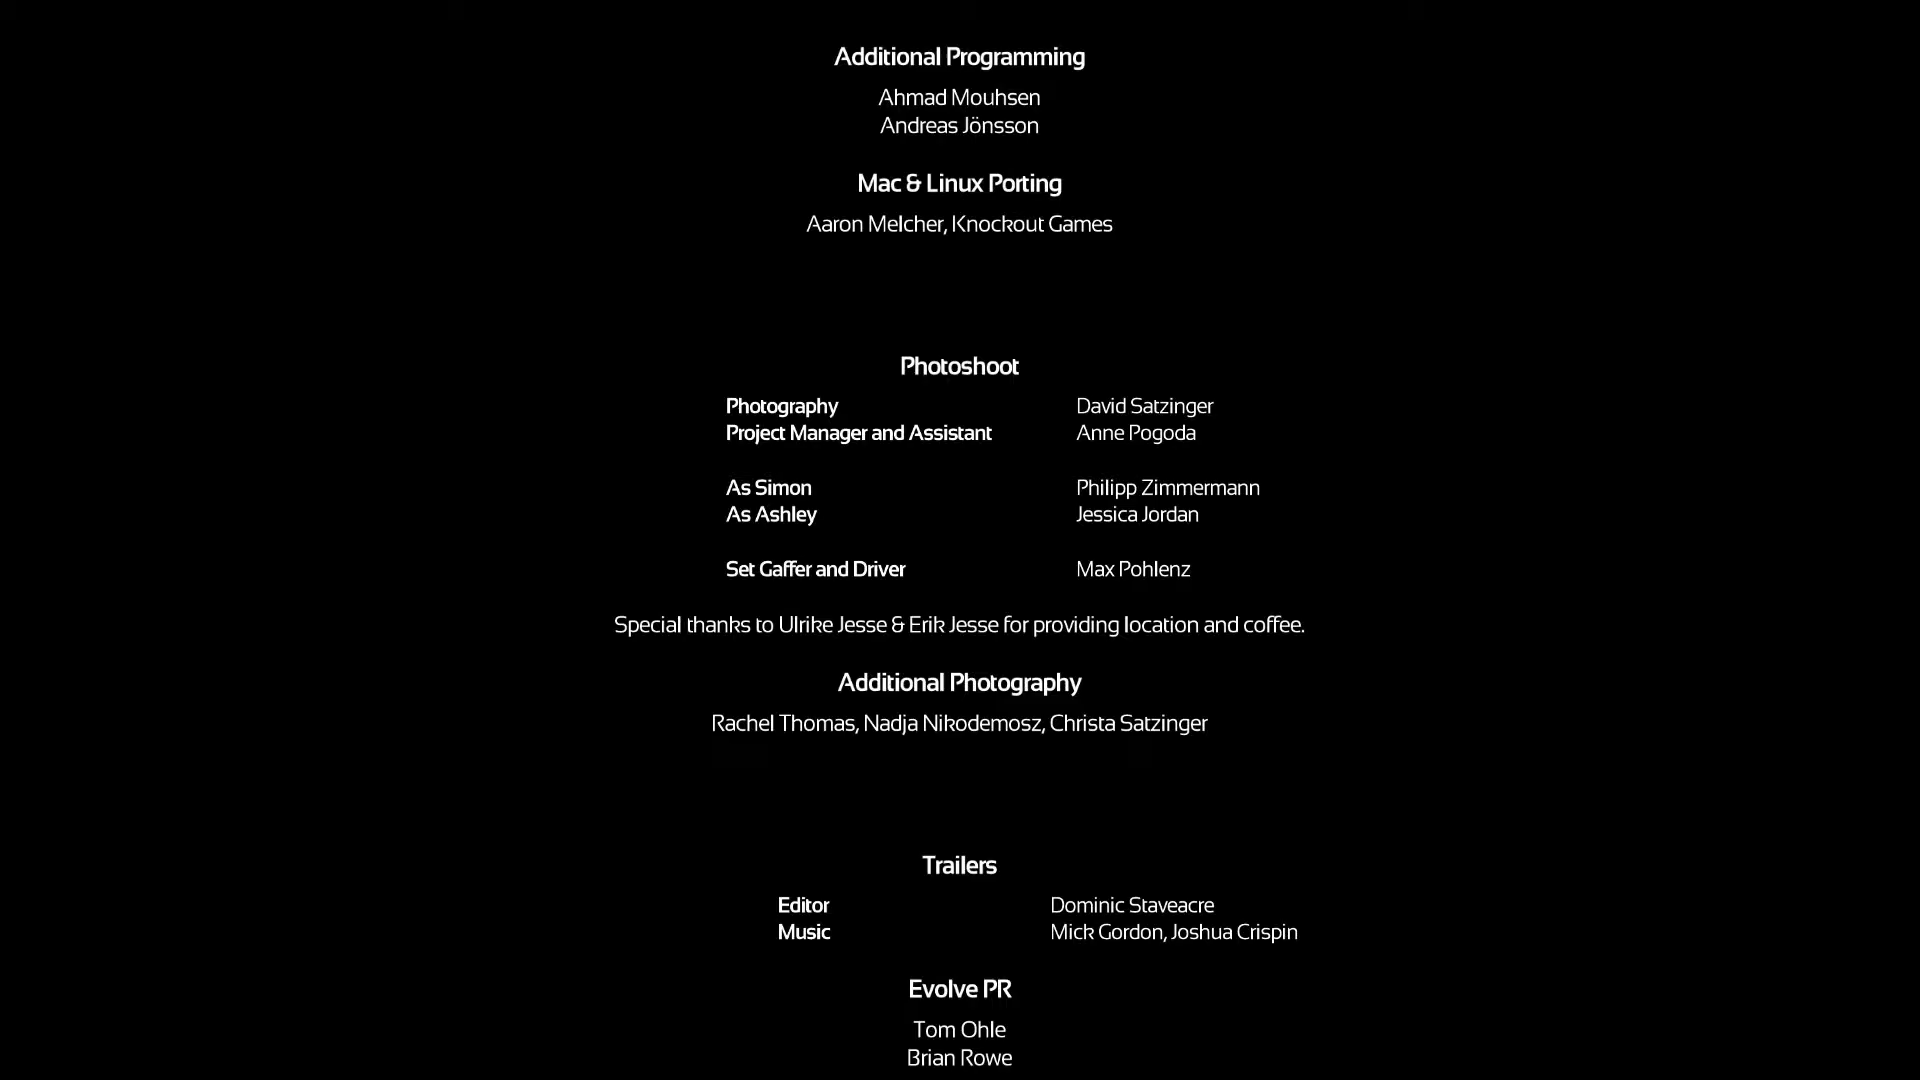 Additional Programming
Ahmad Mouhsen
Andreas Jönsson
Mac & Linux Porting
Aaron Melcher, Knockout Games
Photoshoot
Photography David Satzinger
Project Manager and Assistant Anne Pogoda
As Simon Philipp Zimmermann
As Ashley Jessica Jordan
Set Gaffer and Driver Max Pohlenz
Special thanks to Ulrike Jesse & Erik Jesse for providing location and coffee.
Additional Photography
Rachel Thomas, Nadja Nikodemosz, Christa Satzinger
Trailers
Editor Dominic Staveacre
Music Mick Gordon, Joshua Crispin
Evolve PR
Tom Ohle
Brian Rowe